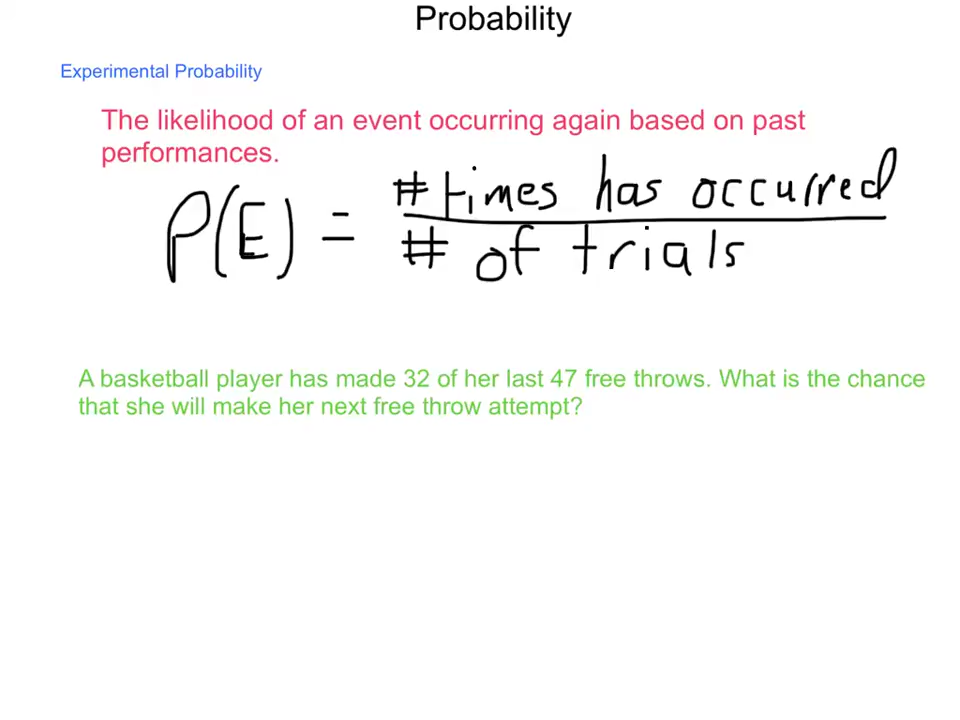 Probability
Experimental Probability
The likelihood of an event occurring again based on past
performances.
P(E) = # times has occurred
# of trials
A basketball player has made 32 of her last 47 free throws. What is the chance
that she will make her next free throw attempt?